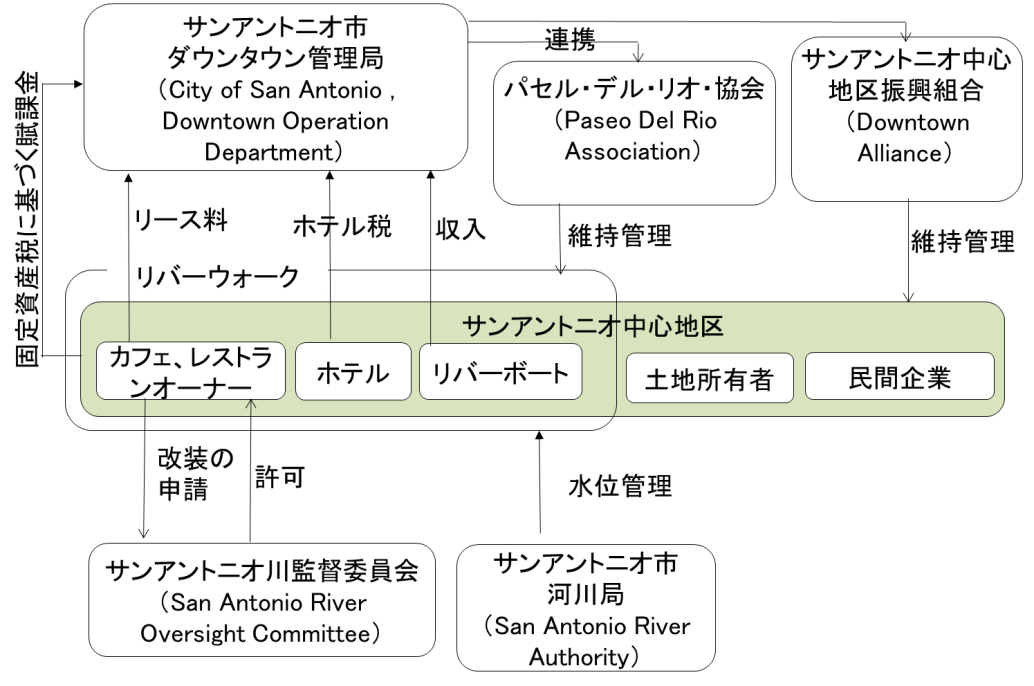 サンアントニオ市
ダウンタウン管理局
（City of San Antonio ,
Downtown Operation
Department）
連携
パセル・デル・リオ・協会
（Paseo Del Rio
Association）
サンアントニオ中心
地区振興組合
（Downtown
Alliance）
固定資産税に基づく賦課金
リース料
ホテル税
収入
維持管理
維持管理
リバーウォーク
サンアントニオ中心地区
カフェ、レストラ
ンオーナー
ホテル
リバーボート
土地所有者
民間企業
改装の
申請
許可
水位管理
サンアントニオ川監督委員会
（San Antonio River
Oversight Committee）
サンアントニオ市
河川局
（San Antonio River
Authority）